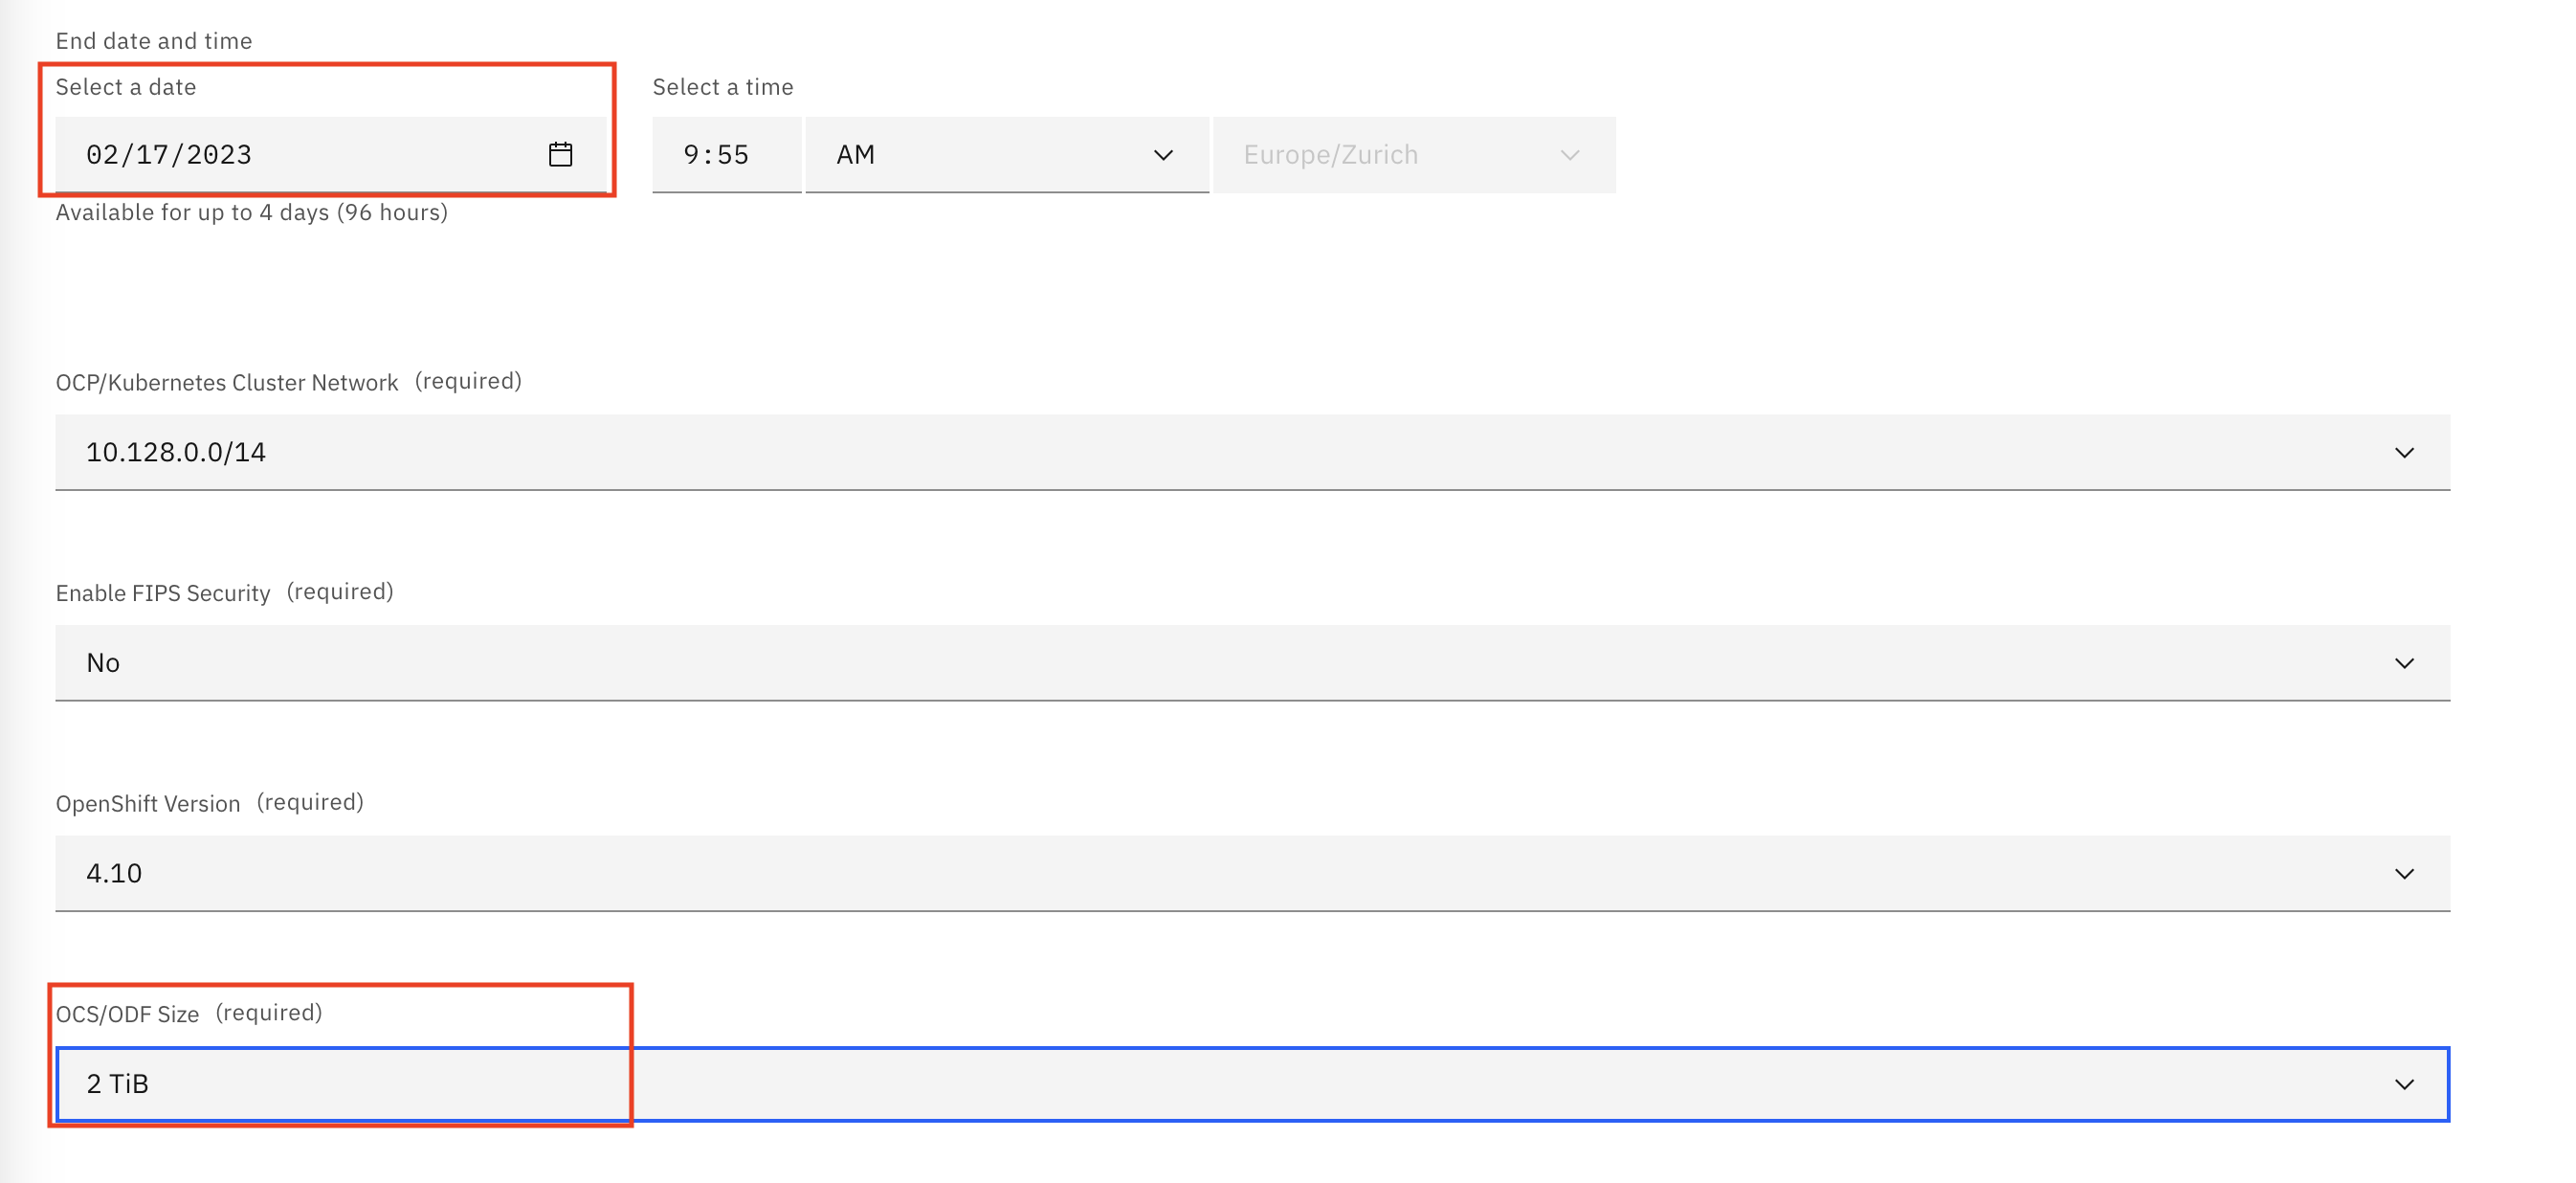 End date and time
Select a date Select a time
02/17/2023 9:55 AM Europe/Zurich
Available for up to 4 days (96 hours)
OCP/Kubernetes Cluster Network (required)
10.128.0.0/14
Enable FIPS Security (required)
No
OpenShift Version (required)
4.10
OCS/ODF Size (required)
2 TiB